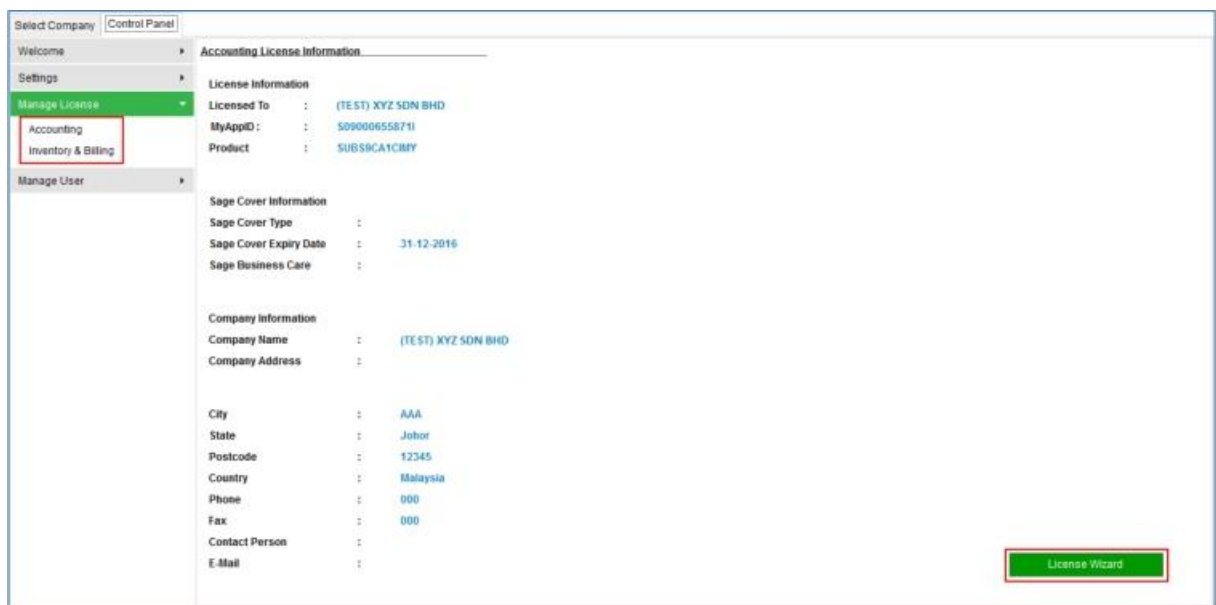 Select Company Control Panel
Welcome
Settings
Manage License
Accounting
Inventory & Billing
Manage User
Accounting License Information
License Information
Licensed To : (TEST) XYZ SDN BHD
MyAppID : : S09000655871I
Product : SUBS9CA1CIMY
Sage Cover Information
Sage Cover Type :
Sage Cover Expiry Date : 31-12-2016
Sage Business Care :
Company Information
Company Name : (TEST) XYZ SDN BHD
Company Address :
City : AAA
State : Johor
Postcode : 12345
Country : Malaysia
Phone : 000
Fax : 000
Contact Person :
E-Mail :
License Wizard